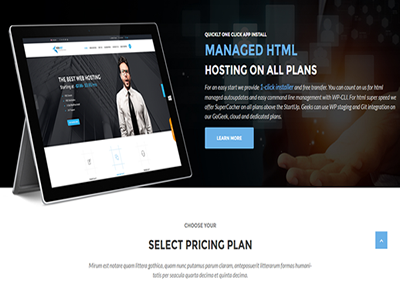 QUICKLT ONE CLICK APP INSTALL
MANAGED HTML
HOSTING ON ALL PLANS
For an easy start we provide 1-click installer and free transfer. You can count on us for html
managed autoupdates and easy command line management with WP-CLI. For html super speed we
offer SuperCacher on all plans above the StartUp. Geeks can use WP staging and Git integration on
our GoGeek, cloud and dedicated plans.
LEARN MORE
THE BEST WEB HOSTING
CHOOSE YOUR
SELECT PRICING PLAN
Mirum est notare quam littera gothica, quam nunc putamus parum claram, anteposuerit litterarum formas humani-
tatis per seacula quarta decima et quinta decima.